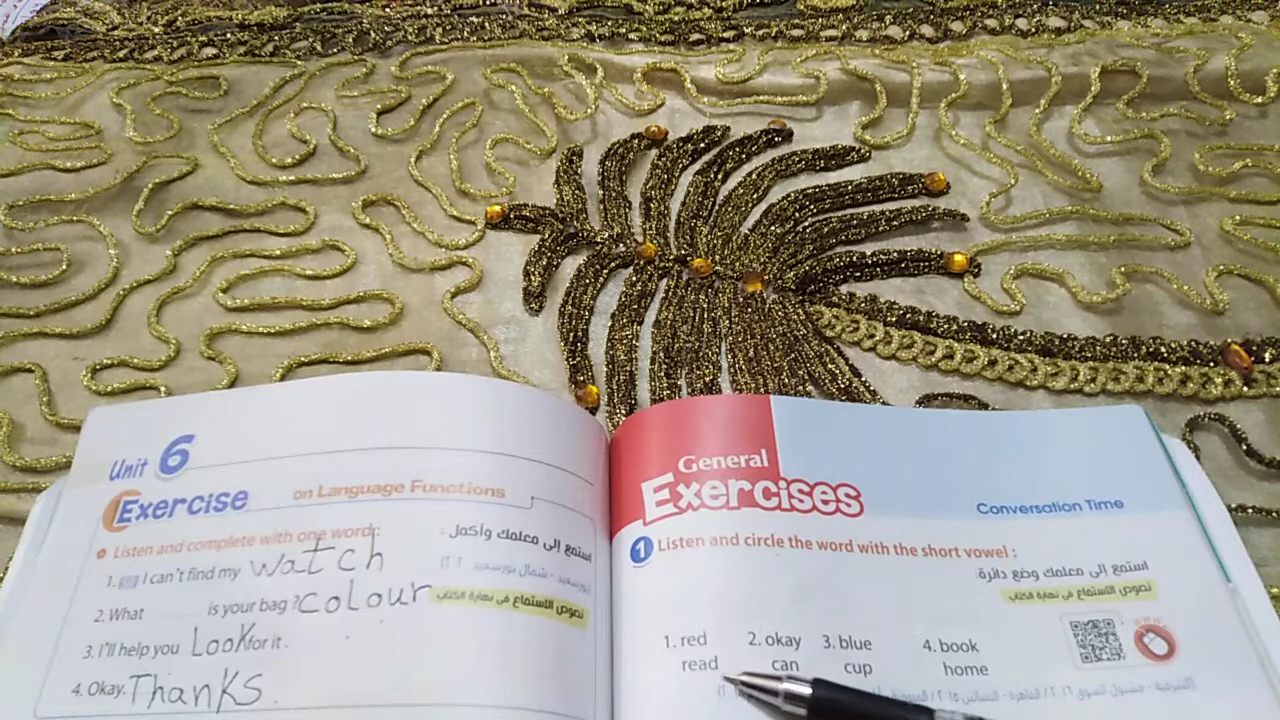 Unit 6
Exercise on Language Functions
Listen and complete with one word:
استمع إلى معلمك وأكمل:
1. I can't find my watch
2. What is your bag? colour
نصوص الاستماع في نهاية الكتاب
3. I'll help you Look for it.
4. Okay. Thanks.
General
Exercises
Conversation Time
1 Listen and circle the word with the short vowel:
استمع إلى معلمك وضع دائرة:
نصوص الاستماع في نهاية الكتاب
1. red 2. okay 3. blue 4. book
read can cup home